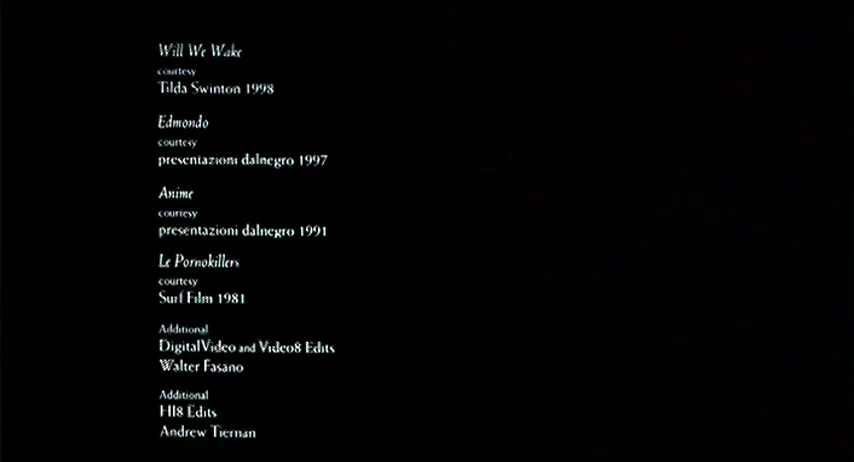 Will We Wake
courtesy
Tilda Swinton 1998
Edmondo
courtesy
presentazioni dalnegro 1997
Anime
courtesy
presentazioni dalnegro 1991
Le Pornokillers
courtesy
Surf Film 1981
Additional
DigitalVideo and Video8 Edits
Walter Fasano
Additional
HI8 Edits
Andrew Tiernan